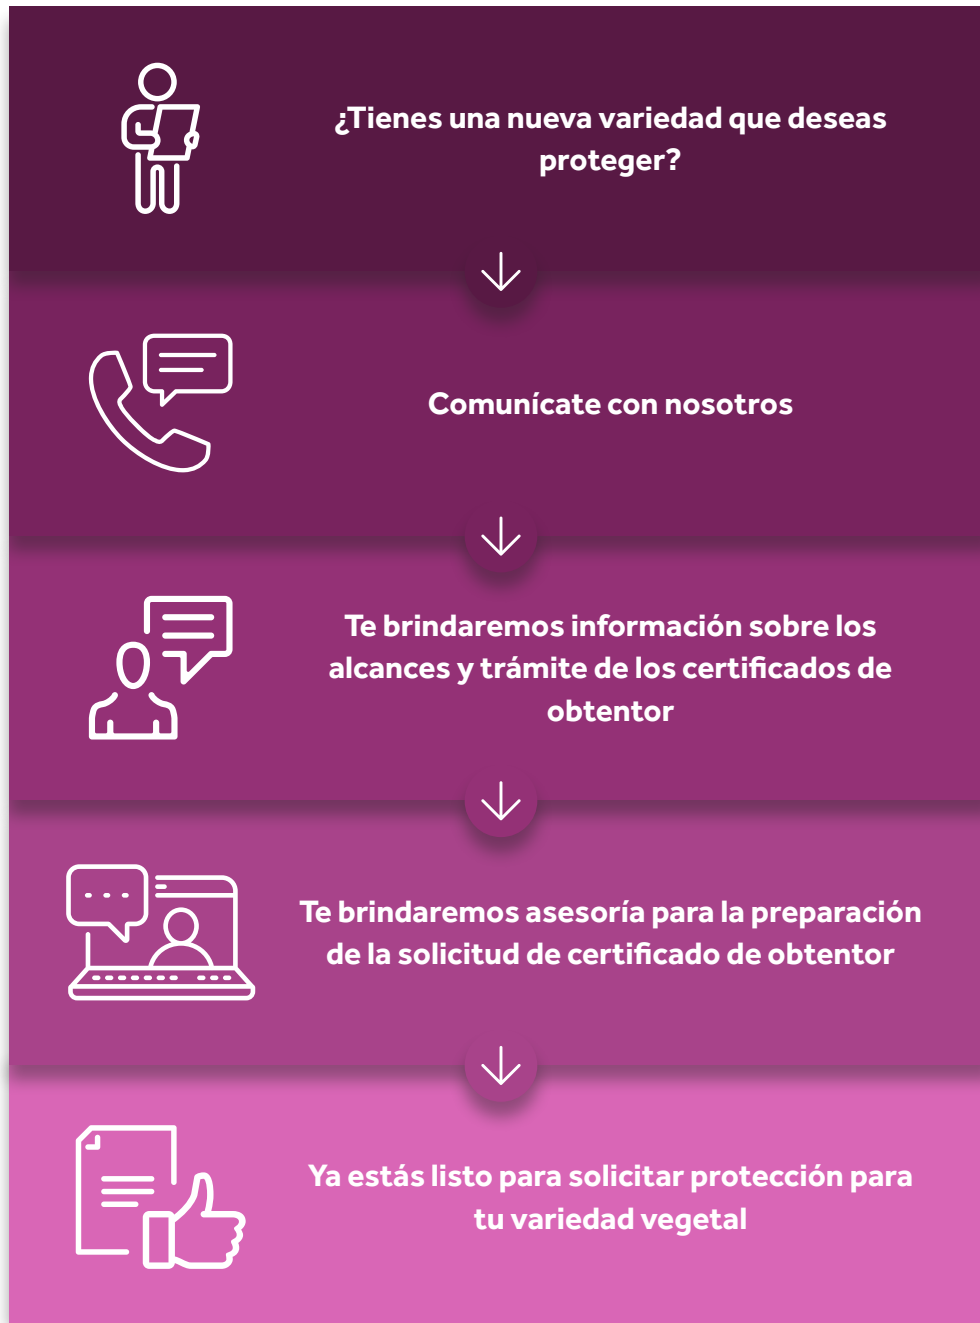 ¿Tienes una nueva variedad que deseas
proteger?
Comunícate con nosotros
Te brindaremos información sobre los
alcances y trámite de los certificados de
obtentor
Te brindaremos asesoría para la preparación
de la solicitud de certificado de obtentor
Ya estás listo para solicitar protección para
tu variedad vegetal